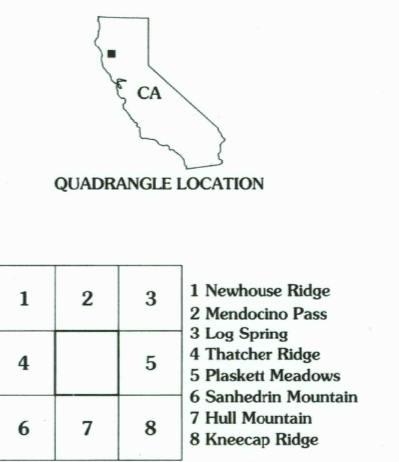 CA
QUADRANGLE LOCATION
1 2 3
4 5
6 7 8
1 Newhouse Ridge
2 Mendocino Pass
3 Log Spring
4 Thatcher Ridge
5 Plaskett Meadows
6 Sanhedrin Mountain
7 Hull Mountain
8 Kneecap Ridge